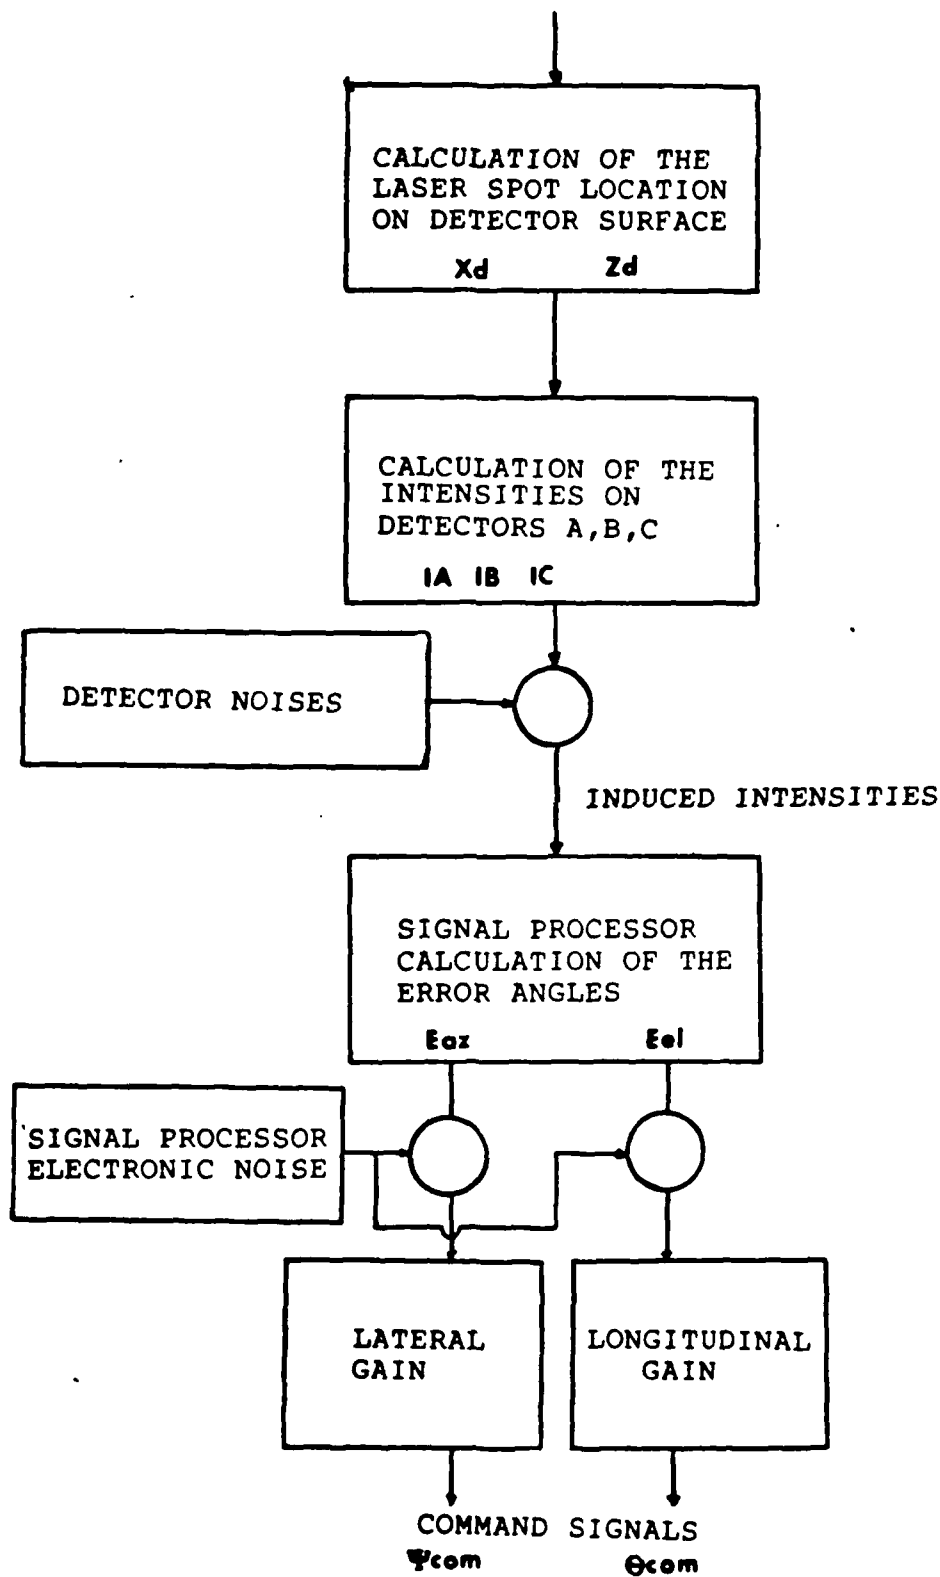 CALCULATION OF THE
LASER SPOT LOCATION
ON DETECTOR SURFACE
Xd Zd
CALCULATION OF THE
INTENSITIES ON
DETECTORS A,B,C
IA IB IC
DETECTOR NOISES
INDUCED INTENSITIES
SIGNAL PROCESSOR
CALCULATION OF THE
ERROR ANGLES
Eaz Eel
SIGNAL PROCESSOR
ELECTRONIC NOISE
LATERAL
GAIN
LONGITUDINAL
GAIN
COMMAND SIGNALS
Ψcom Θcom